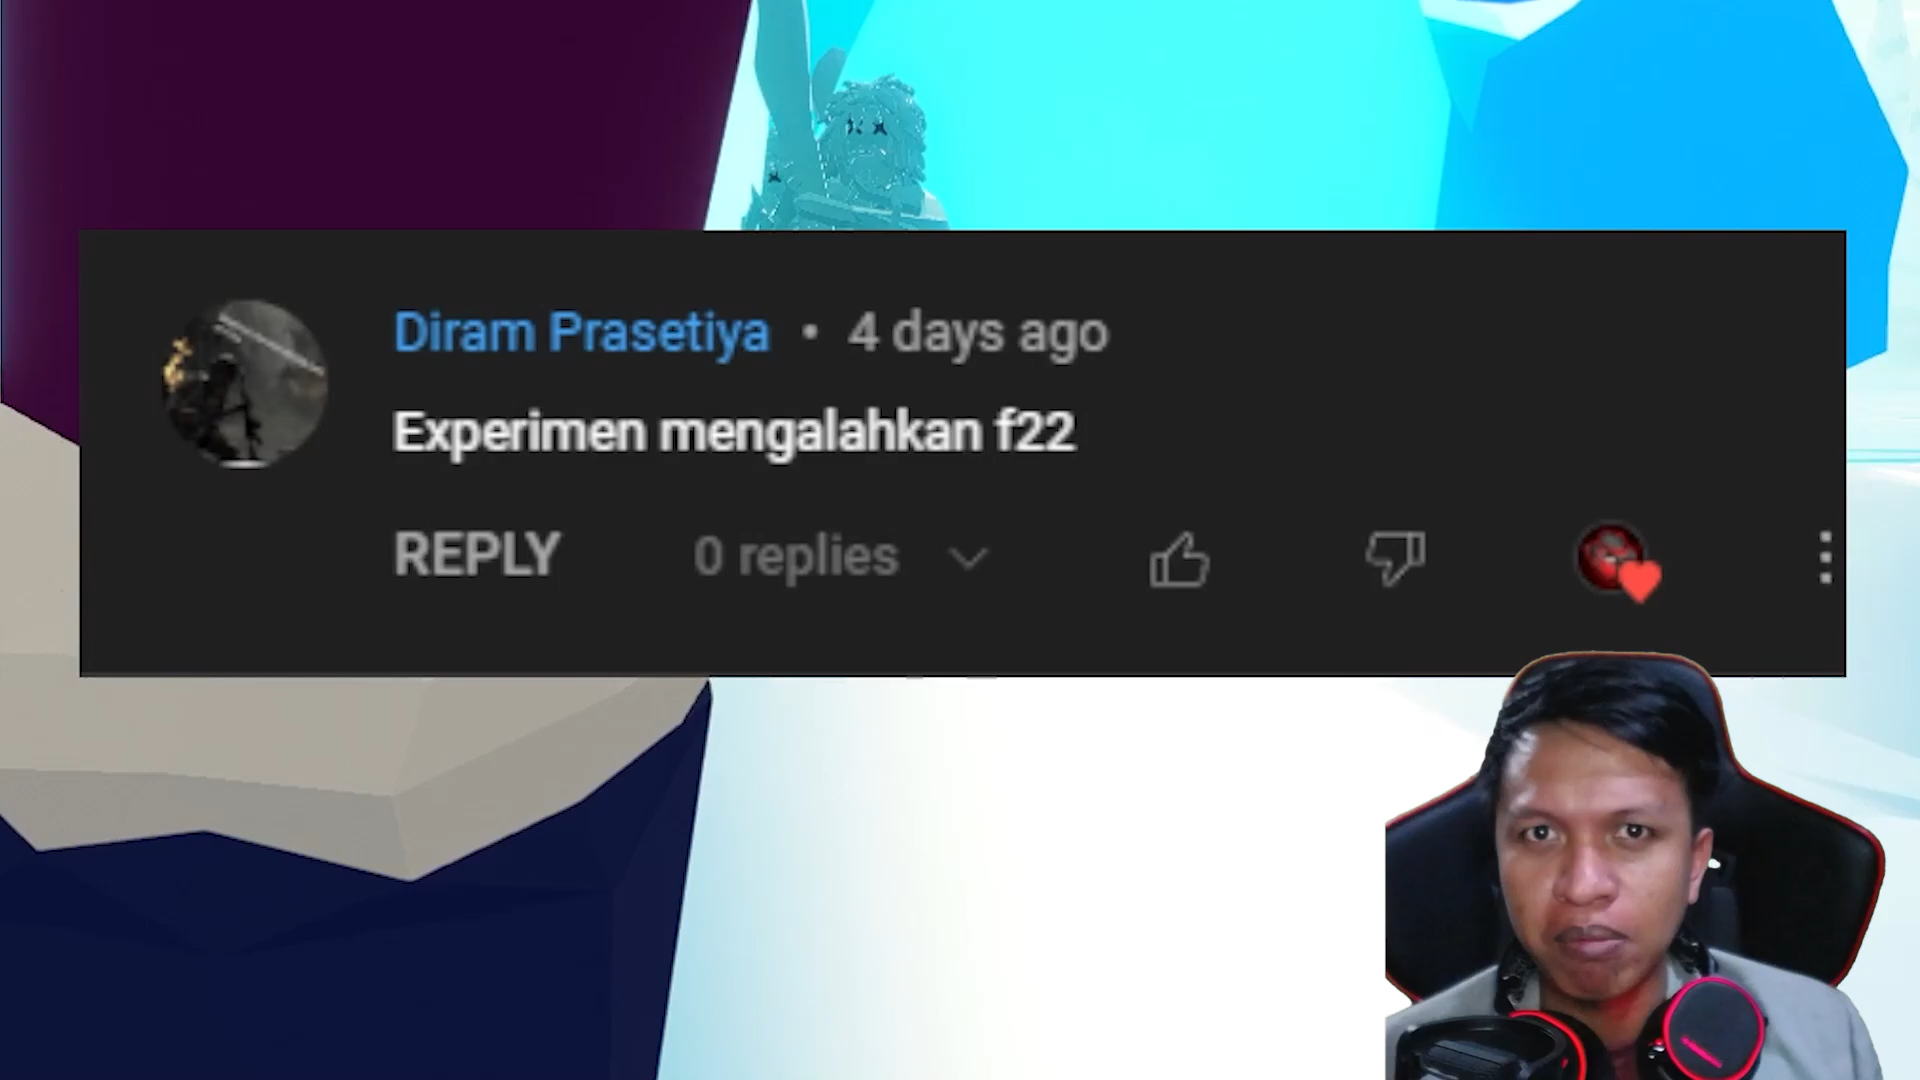 Diram Prasetiya • 4 days ago
Experimen mengalahkan f22
REPLY 0 replies